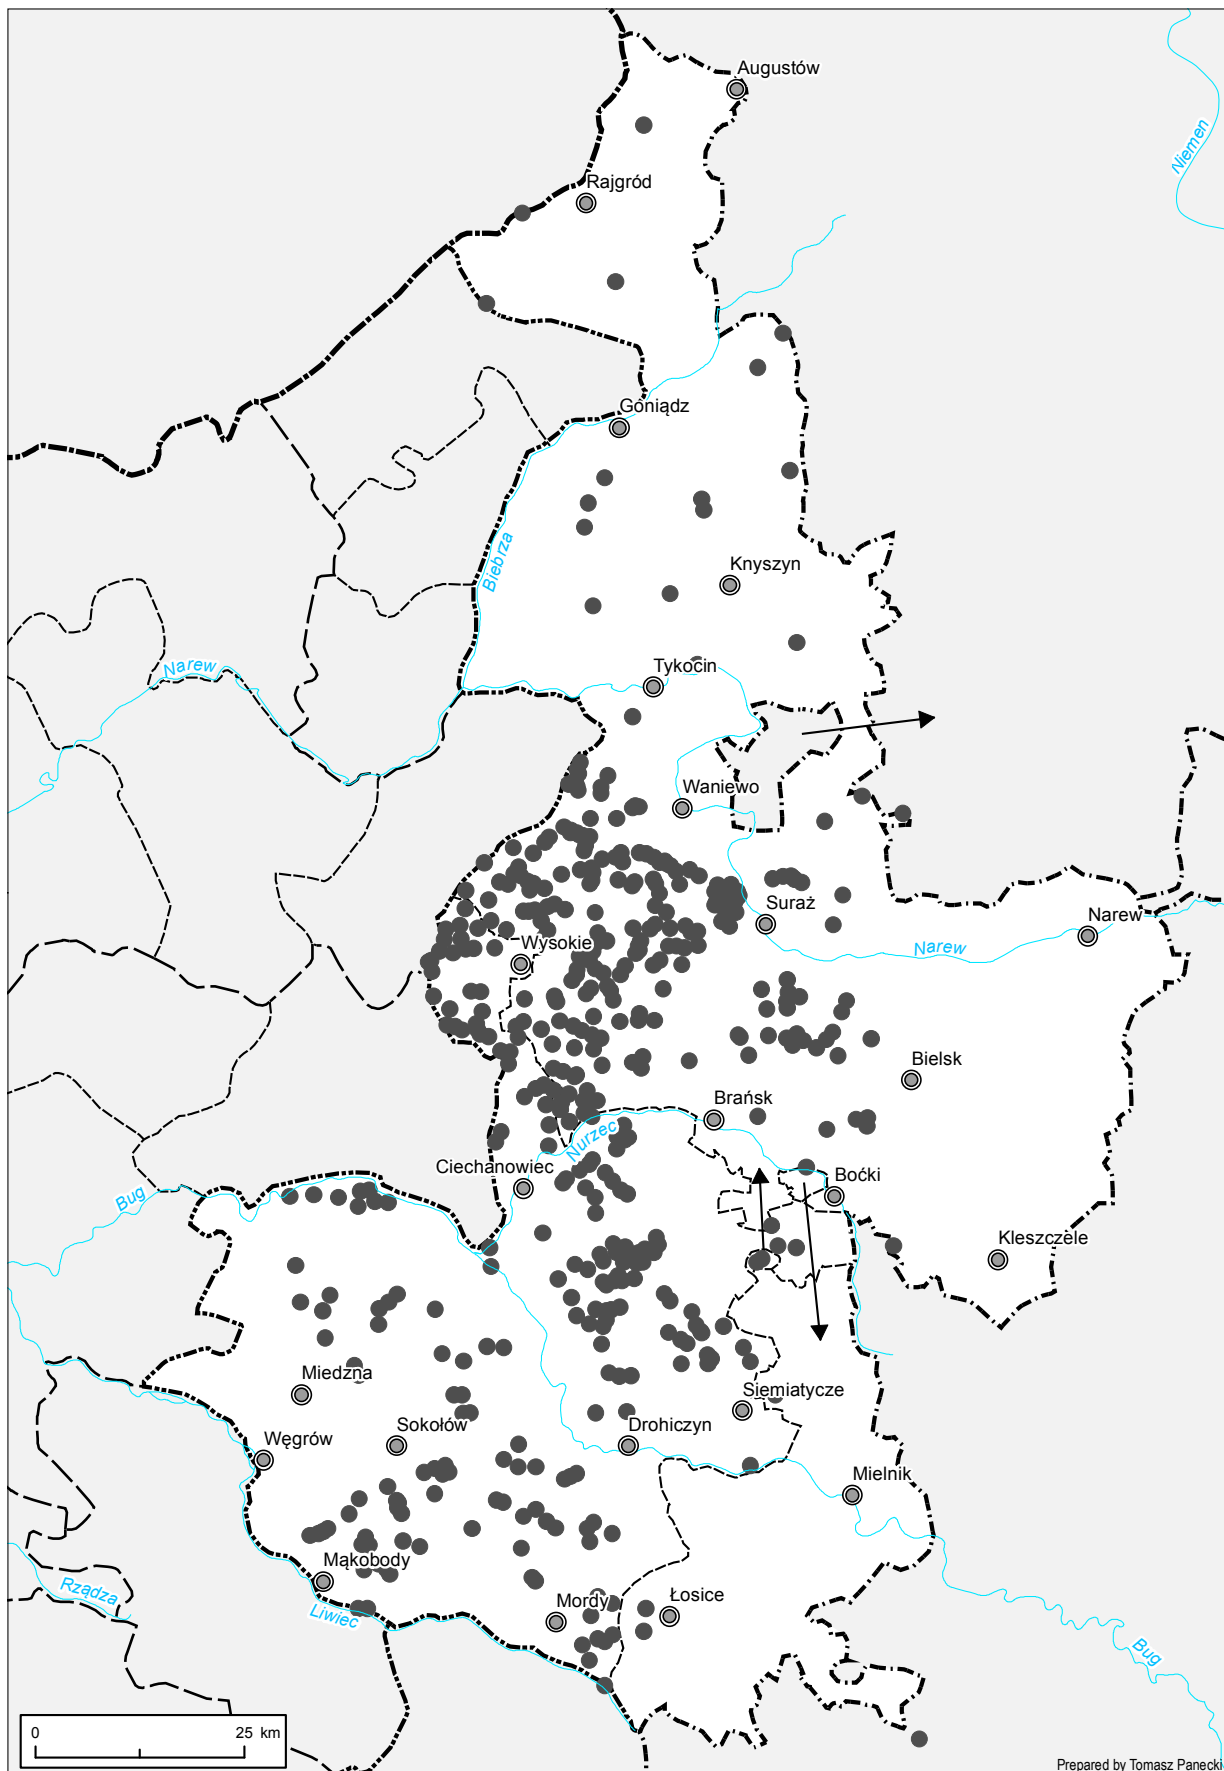 Augustów
Niemen
Rajgród
Goniądz
Biebrza
Knyszyn
Narew
Tykocin
Waniewo
Suraż
Narew
Narew
Wysokie
Bielsk
Brańsk
Nurzec
Ciechanowiec
Boćki
Bug
Kleszczele
Miedzna
Siemiatycze
Sokołów
Drohiczyn
Węgrów
Mielnik
Mąkobody
Rządza
Liwiec
Mordy
Łosice
Bug
0 25 km
Prepared by Tomasz Panecki